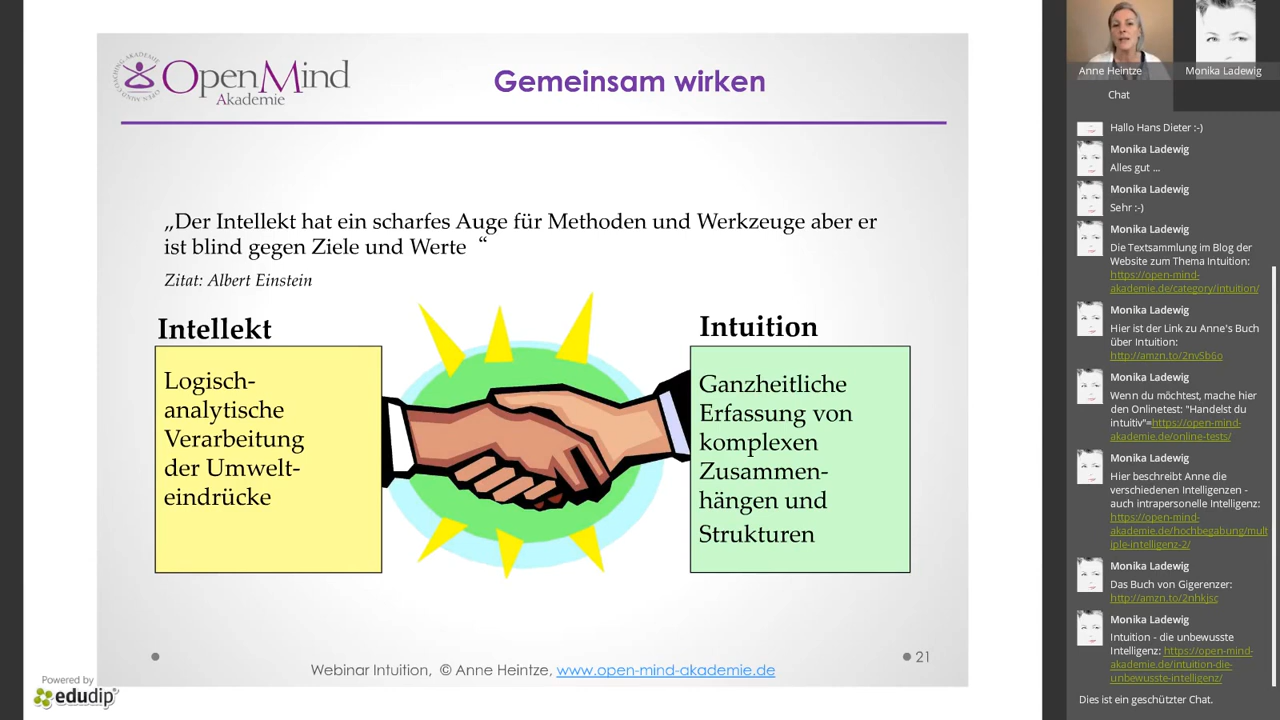 OpenMind
Akademie
Gemeinsam wirken
„Der Intellekt hat ein scharfes Auge für Methoden und Werkzeuge aber er
ist blind gegen Ziele und Werte “
Zitat: Albert Einstein
Intellekt
Logisch-
analytische
Verarbeitung
der Umwelt-
eindrücke
Intuition
Ganzheitliche
Erfassung von
komplexen
Zusammen-
hängen und
Strukturen
Webinar Intuition, © Anne Heintze, www.open-mind-akademie.de
21
Powered by
edudip
Anne Heintze
Monika Ladewig
Chat
Hallo Hans Dieter :-)
Monika Ladewig
Alles gut ...
Monika Ladewig
Sehr :-)
Monika Ladewig
Die Textsammlung im Blog der
Website zum Thema Intuition:
https://open-mind-
akademie.de/category/intuition/
Monika Ladewig
Hier ist der Link zu Anne's Buch
über Intuition:
http://amzn.to/2nvSb6o
Monika Ladewig
Wenn du möchtest, mache hier
den Onlinetest: "Handelst du
intuitiv"=https://open-mind-
akademie.de/online-tests/
Monika Ladewig
Hier beschreibt Anne die
verschiedenen Intelligenzen -
auch intrapersonelle Intelligenz:
https://open-mind-
akademie.de/hochbegabung/mult
iple-intelligenz-2/
Monika Ladewig
Das Buch von Gigerenzer:
http://amzn.to/2nhkjsc
Monika Ladewig
Intuition - die unbewusste
Intelligenz: https://open-mind-
akademie.de/intuition-die-
unbewusste-intelligenz/
Dies ist ein geschützter Chat.